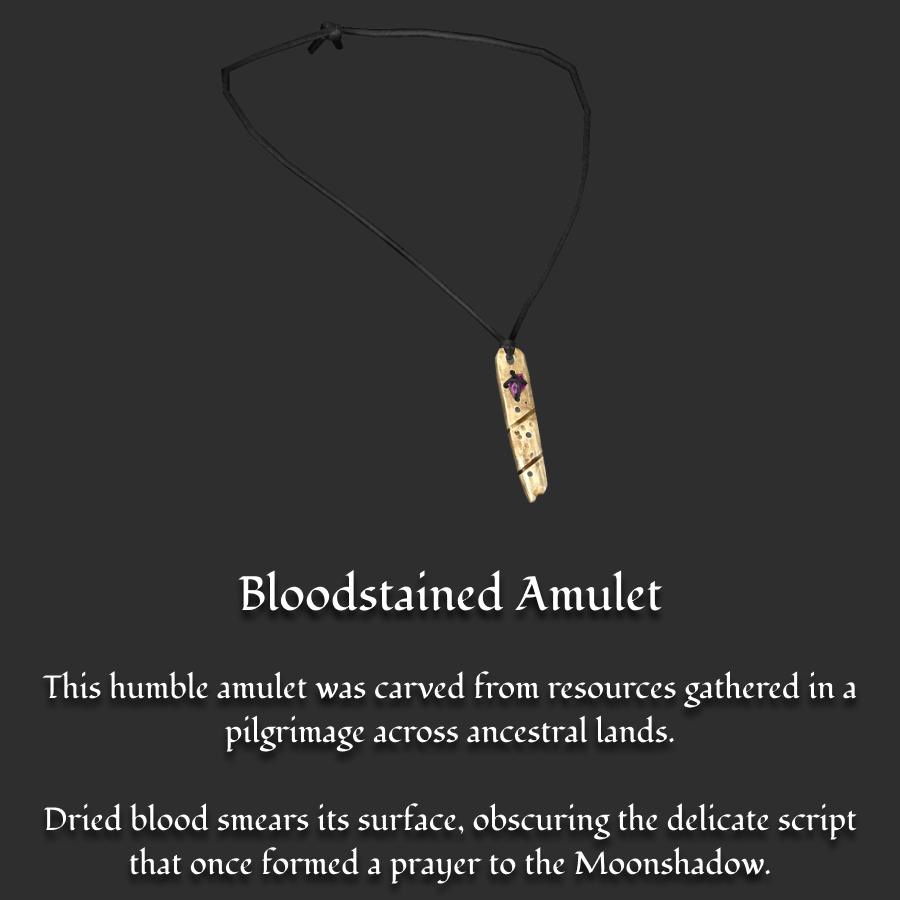 Bloodstained Amulet
This humble amulet was carved from resources gathered in a
pilgrimage across ancestral lands.
Dried blood smears its surface, obscuring the delicate script
that once formed a prayer to the Moonshadow.